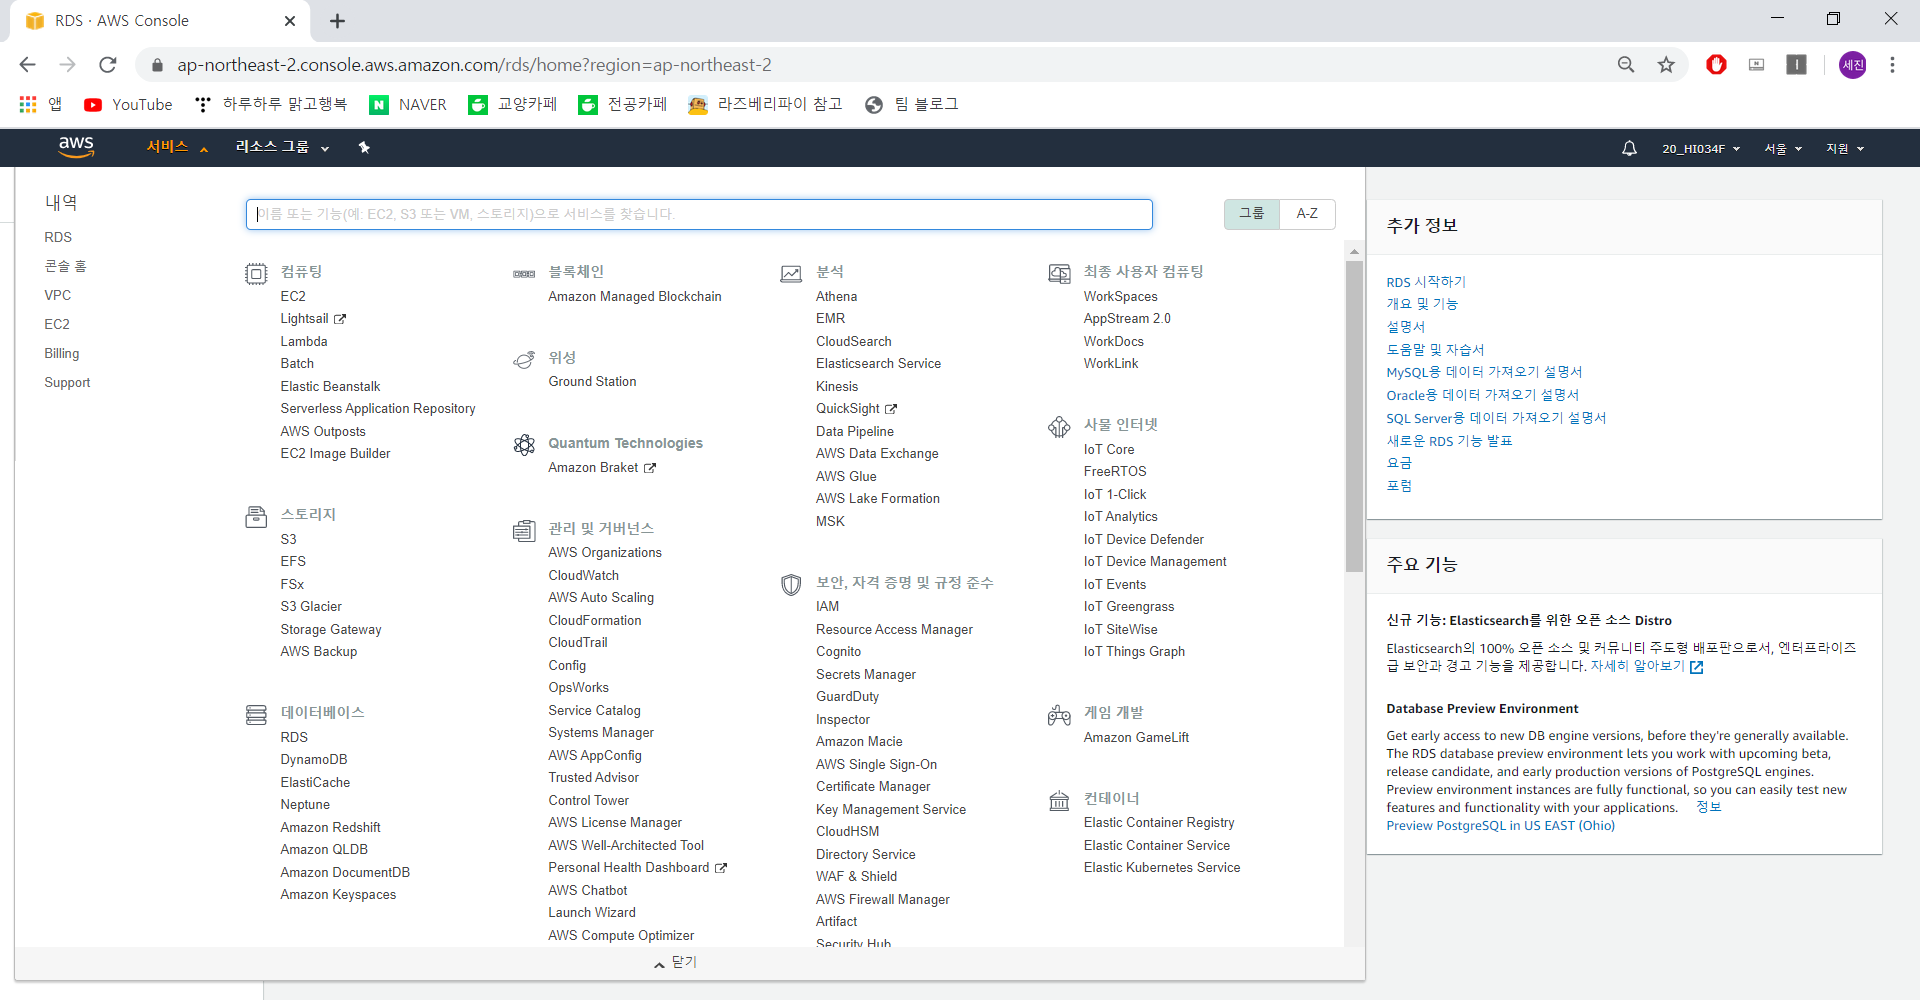 RDS · AWS Console
ap-northeast-2.console.aws.amazon.com/rds/home?region=ap-northeast-2
세진
앱
YouTube
하루하루 맑고행복
NAVER
교양카페
전공카페
라즈베리파이 참고
팀 블로그
aws
서비스
리소스 그룹
20_HI034F
서울
지원
내역
RDS
콘솔 홈
VPC
EC2
Billing
Support
이름 또는 기능(예: EC2, S3 또는 VM, 스토리지)으로 서비스를 찾습니다.
그룹
A-Z
컴퓨팅
EC2
Lightsail
Lambda
Batch
Elastic Beanstalk
Serverless Application Repository
AWS Outposts
EC2 Image Builder
스토리지
S3
EFS
FSx
S3 Glacier
Storage Gateway
AWS Backup
데이터베이스
RDS
DynamoDB
ElastiCache
Neptune
Amazon Redshift
Amazon QLDB
Amazon DocumentDB
Amazon Keyspaces
블록체인
Amazon Managed Blockchain
위성
Ground Station
Quantum Technologies
Amazon Braket
관리 및 거버넌스
AWS Organizations
CloudWatch
AWS Auto Scaling
CloudFormation
CloudTrail
Config
OpsWorks
Service Catalog
Systems Manager
AWS AppConfig
Trusted Advisor
Control Tower
AWS License Manager
AWS Well-Architected Tool
Personal Health Dashboard
AWS Chatbot
Launch Wizard
AWS Compute Optimizer
분석
Athena
EMR
CloudSearch
Elasticsearch Service
Kinesis
QuickSight
Data Pipeline
AWS Data Exchange
AWS Glue
AWS Lake Formation
MSK
보안, 자격 증명 및 규정 준수
IAM
Resource Access Manager
Cognito
Secrets Manager
GuardDuty
Inspector
Amazon Macie
AWS Single Sign-On
Certificate Manager
Key Management Service
CloudHSM
Directory Service
WAF & Shield
AWS Firewall Manager
Artifact
Security Hub
최종 사용자 컴퓨팅
WorkSpaces
AppStream 2.0
WorkDocs
WorkLink
사물 인터넷
IoT Core
FreeRTOS
IoT 1-Click
IoT Analytics
IoT Device Defender
IoT Device Management
IoT Events
IoT Greengrass
IoT SiteWise
IoT Things Graph
게임 개발
Amazon GameLift
컨테이너
Elastic Container Registry
Elastic Container Service
Elastic Kubernetes Service
닫기
추가 정보
RDS 시작하기
개요 및 기능
설명서
도움말 및 자습서
MySQL용 데이터 가져오기 설명서
Oracle용 데이터 가져오기 설명서
SQL Server용 데이터 가져오기 설명서
새로운 RDS 기능 발표
요금
포럼
주요 기능
신규 기능: Elasticsearch를 위한 오픈 소스 Distro
Elasticsearch의 100% 오픈 소스 및 커뮤니티 주도형 배포판으로서, 엔터프라이즈
급 보안과 경고 기능을 제공합니다. 자세히 알아보기
Database Preview Environment
Get early access to new DB engine versions, before they're generally available.
The RDS database preview environment lets you work with upcoming beta,
release candidate, and early production versions of PostgreSQL engines.
Preview environment instances are fully functional, so you can easily test new
features and functionality with your applications. 정보
Preview PostgreSQL in US EAST (Ohio)